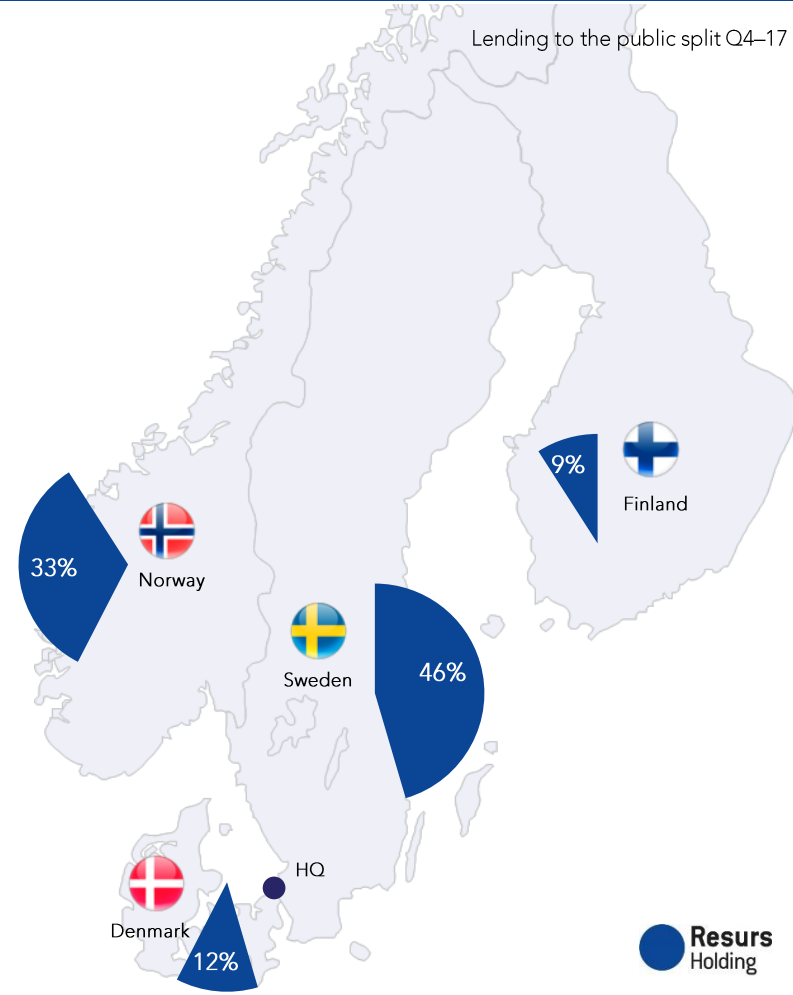 Lending to the public split Q4–17
9%
Finland
33%
Norway
46%
Sweden
HQ
Denmark
12%
Resurs
Holding